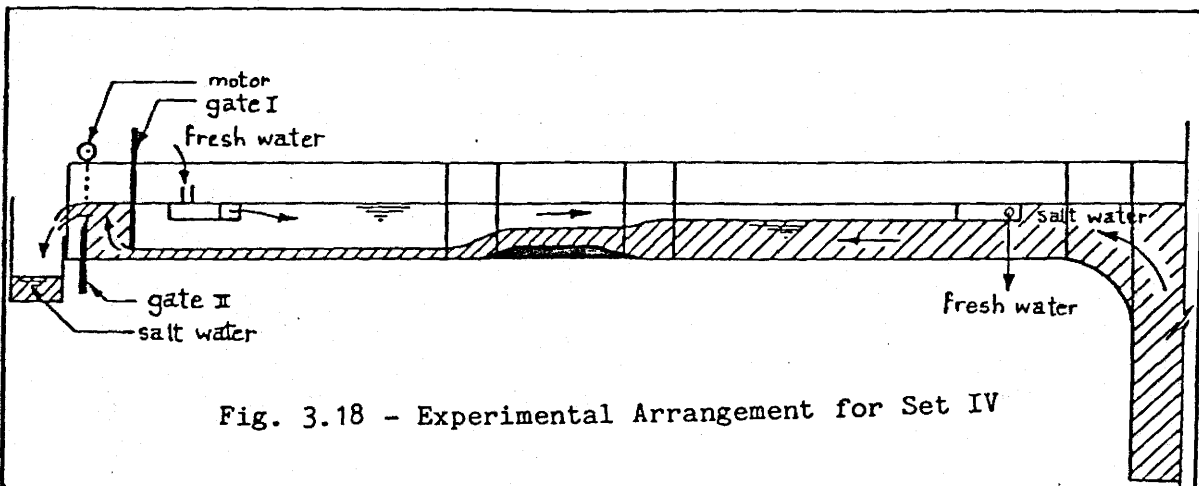 motor
gate I
Fresh water
salt water
Fresh water
gate II
salt water
Fig. 3.18 - Experimental Arrangement for Set IV